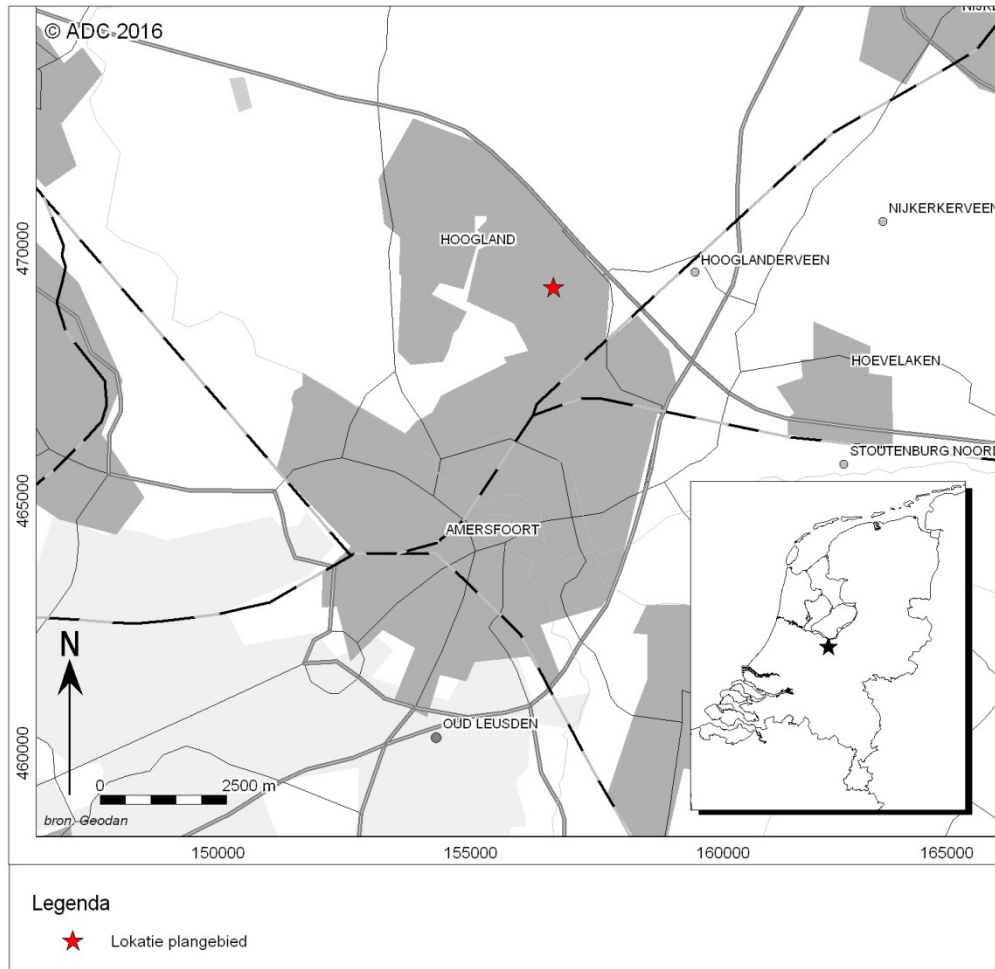 © ADC 2016
NIJKE
HOOGLAND
NIJKERKERVEEN
HOOGLANDERVEEN
HOEVELAKEN
STOUTENBURG NOORD
AMERSFOORT
OUD LEUSDEN
N
0 2500 m
bron: Geodan
470000
465000
460000
150000 155000 160000 165000
Legenda
Lokatie plangebied